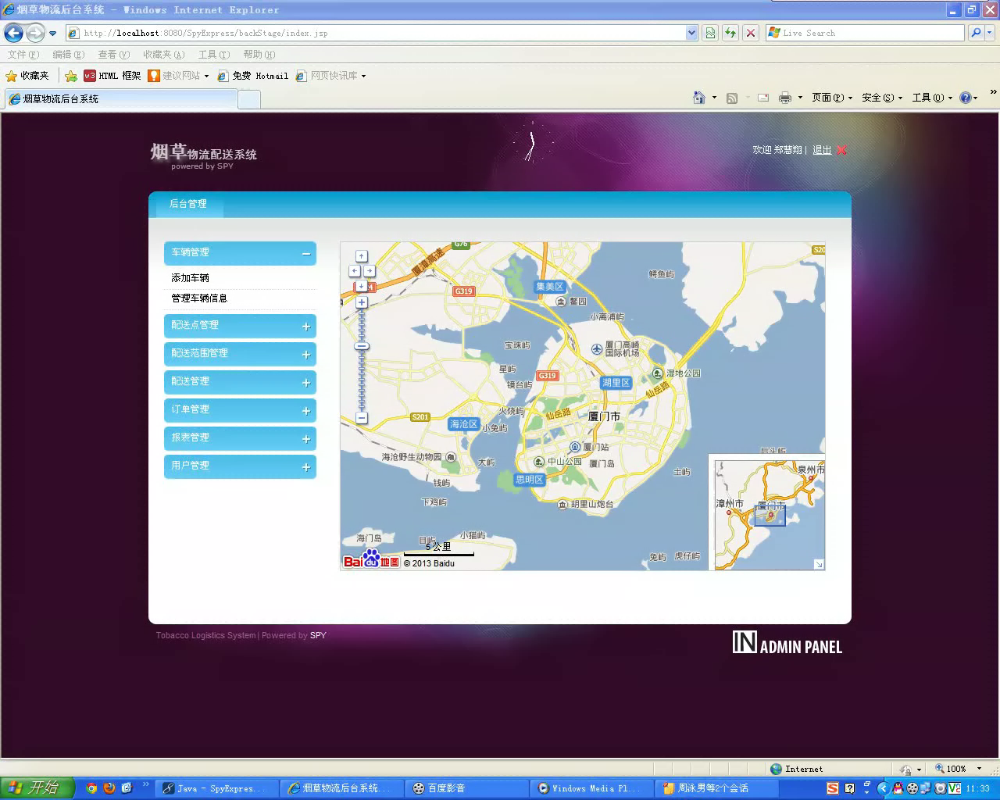 烟草物流后台系统 - Windows Internet Explorer
http://localhost:8080/SpyExpress/backStage/index.jsp
Live Search
文件(F) 编辑(E) 查看(V) 收藏夹(A) 工具(T) 帮助(H)
收藏夹 w3 HTML 框架 建议网站 免费 Hotmail 网页快讯库
烟草物流后台系统
页面(P) 安全(S) 工具(O)
烟草物流配送系统
powered by SPY
欢迎 郑慧翔 | 退出
后台管理
车辆管理
添加车辆
管理车辆信息
配送点管理
配送范围管理
配送管理
订单管理
报表管理
用户管理
G76
厦漳高速
S20
鳄鱼屿
集美区
G319
鳌园
小离浦屿
宝珠屿
厦门高崎
国际机场
星屿
G319
湿地公园
镜台屿
湖里区
仙岳路
火烧屿
仙岳路
S201
厦门市
海沧区
小兔屿
厦门站
海沧野生动物园
大屿
中山公园
厦门岛
土屿
思明区
钱屿
下鸡屿
胡里山炮台
海门岛
目屿
小猫屿
兔屿
虎仔屿
泉州市
漳州市
厦门市
5 公里
Bai du 地图
© 2013 Baidu
Tobacco Logistics System | Powered by SPY
IN ADMIN PANEL
Internet
100%
开始
Java - SpyExpres...
烟草物流后台系统...
百度影音
Windows Media Pl...
周泳男等2个会话
11:33